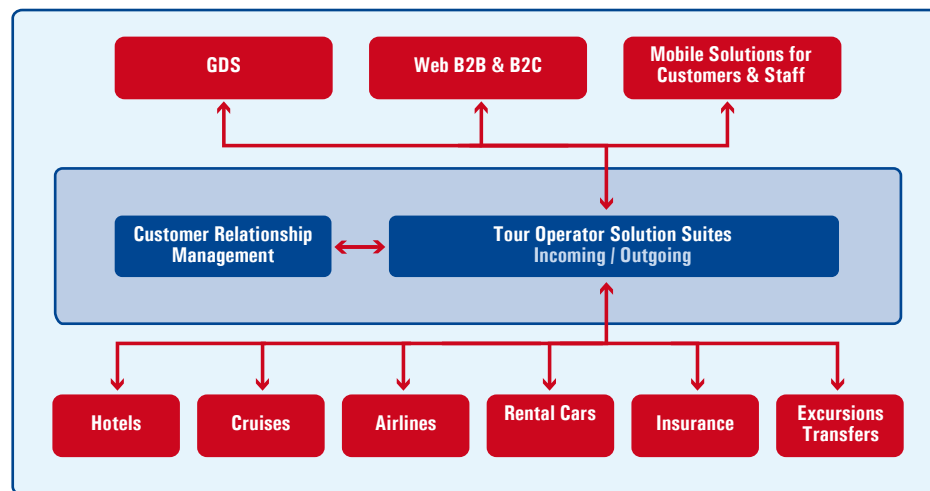 GDS
Web B2B & B2C
Mobile Solutions for
Customers & Staff
Customer Relationship
Management
Tour Operator Solution Suites
Incoming / Outgoing
Hotels
Cruises
Airlines
Rental Cars
Insurance
Excursions
Transfers